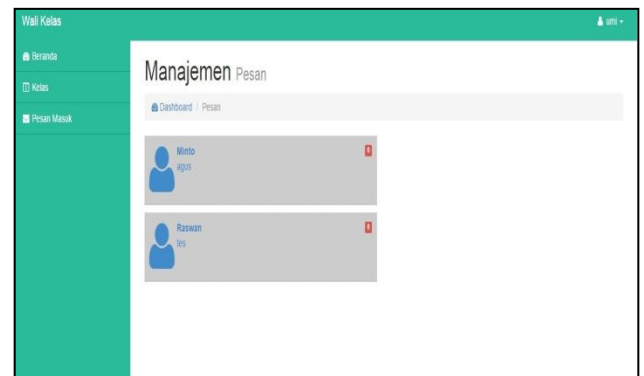 Wali Kelas
umi
Beranda
Kelas
Pesan Masuk
Manajemen Pesan
Dashboard / Pesan
Minto
agus
Raswan
tes